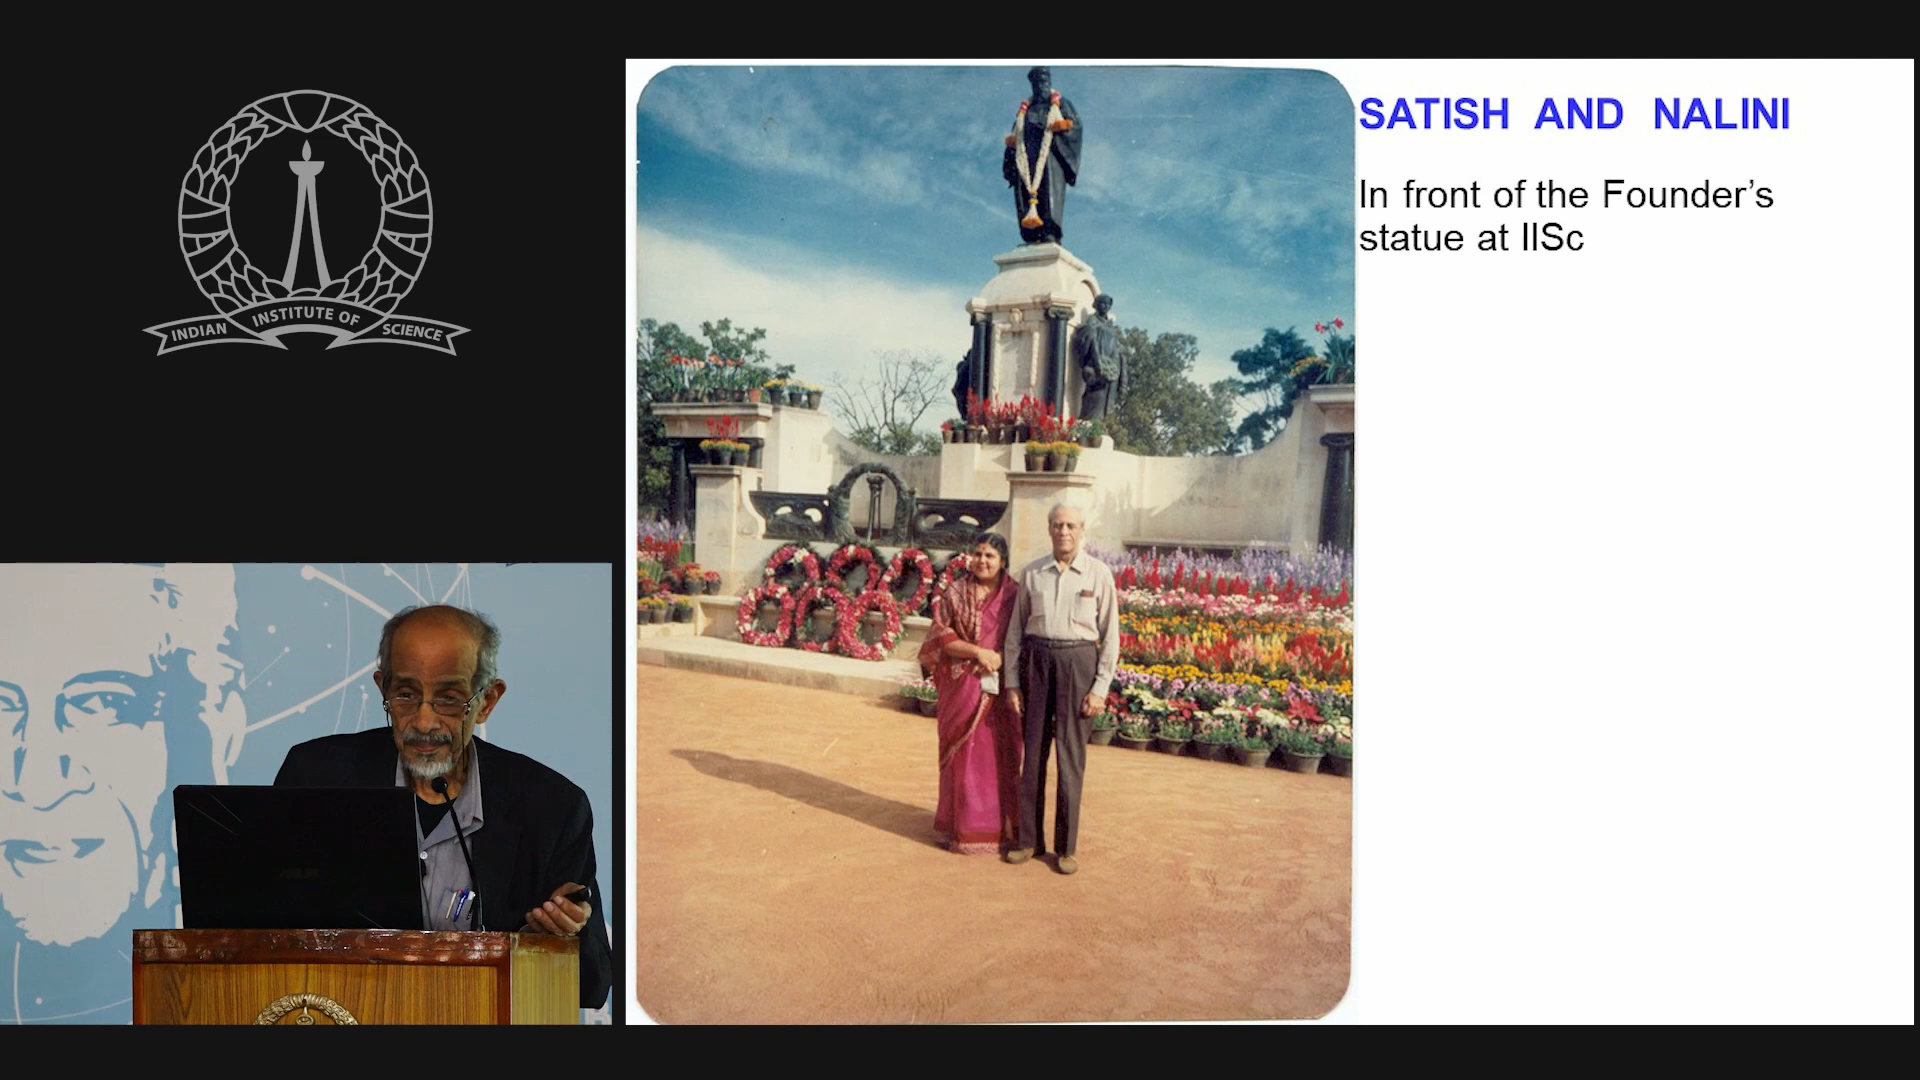 INDIAN INSTITUTE OF SCIENCE
SATISH AND NALINI
In front of the Founder’s
statue at IISc